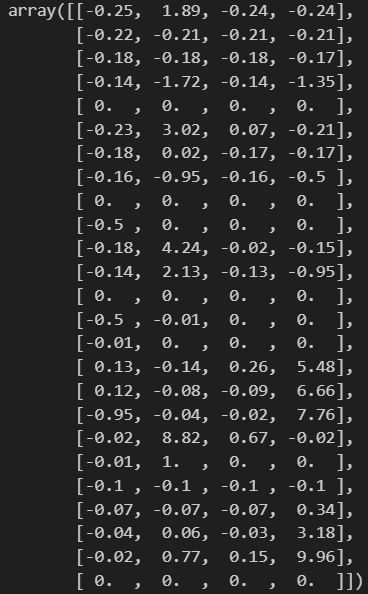 array([[-0.25,  1.89, -0.24, -0.24],
       [-0.22, -0.21, -0.21, -0.21],
       [-0.18, -0.18, -0.18, -0.17],
       [-0.14, -1.72, -0.14, -1.35],
       [ 0.  ,  0.  ,  0.  ,  0.  ],
       [-0.23,  3.02,  0.07, -0.21],
       [-0.18,  0.02, -0.17, -0.17],
       [-0.16, -0.95, -0.16, -0.5 ],
       [ 0.  ,  0.  ,  0.  ,  0.  ],
       [-0.5 ,  0.  ,  0.  ,  0.  ],
       [-0.18,  4.24, -0.02, -0.15],
       [-0.14,  2.13, -0.13, -0.95],
       [ 0.  ,  0.  ,  0.  ,  0.  ],
       [-0.5 , -0.01,  0.  ,  0.  ],
       [-0.01,  0.  ,  0.  ,  0.  ],
       [ 0.13, -0.14,  0.26,  5.48],
       [ 0.12, -0.08, -0.09,  6.66],
       [-0.95, -0.04, -0.02,  7.76],
       [-0.02,  8.82,  0.67, -0.02],
       [-0.01,  1.  ,  0.  ,  0.  ],
       [-0.1 , -0.1 , -0.1 , -0.1 ],
       [-0.07, -0.07, -0.07,  0.34],
       [-0.04,  0.06, -0.03,  3.18],
       [-0.02,  0.77,  0.15,  9.96],
       [ 0.  ,  0.  ,  0.  ,  0.  ]])